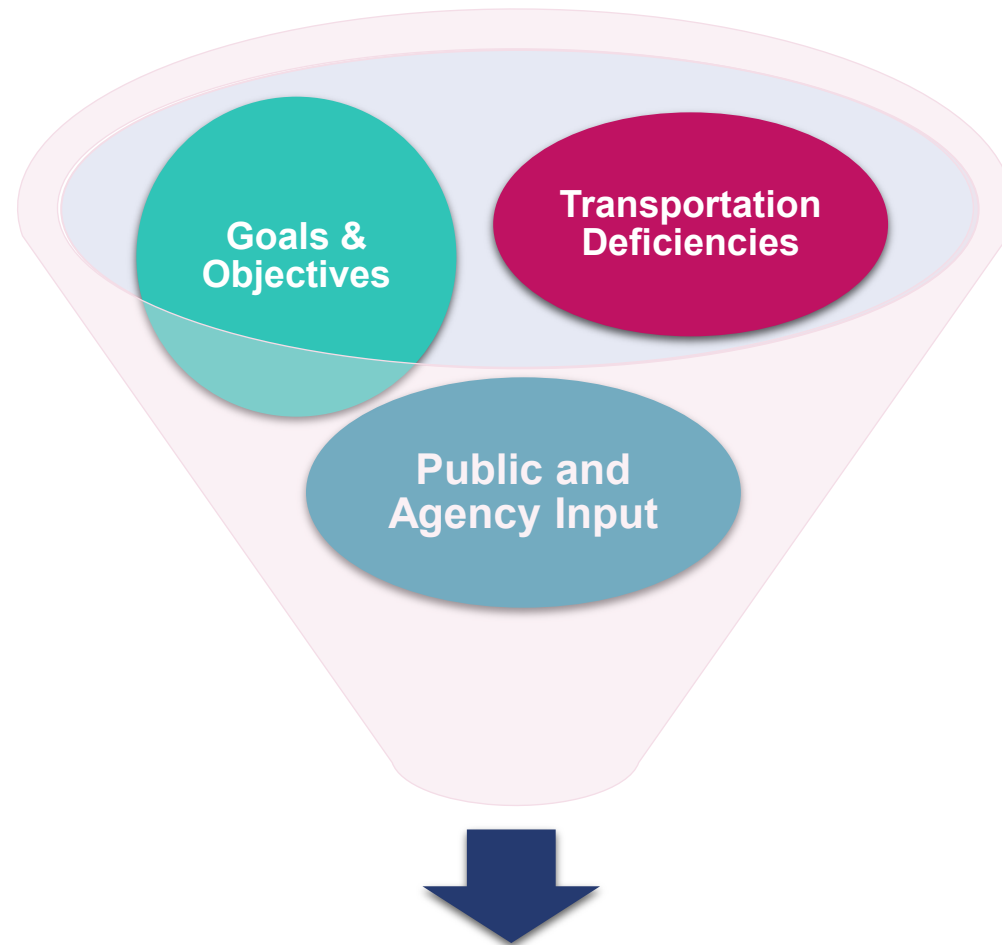 Goals &
Objectives
Transportation
Deficiencies
Public and
Agency Input